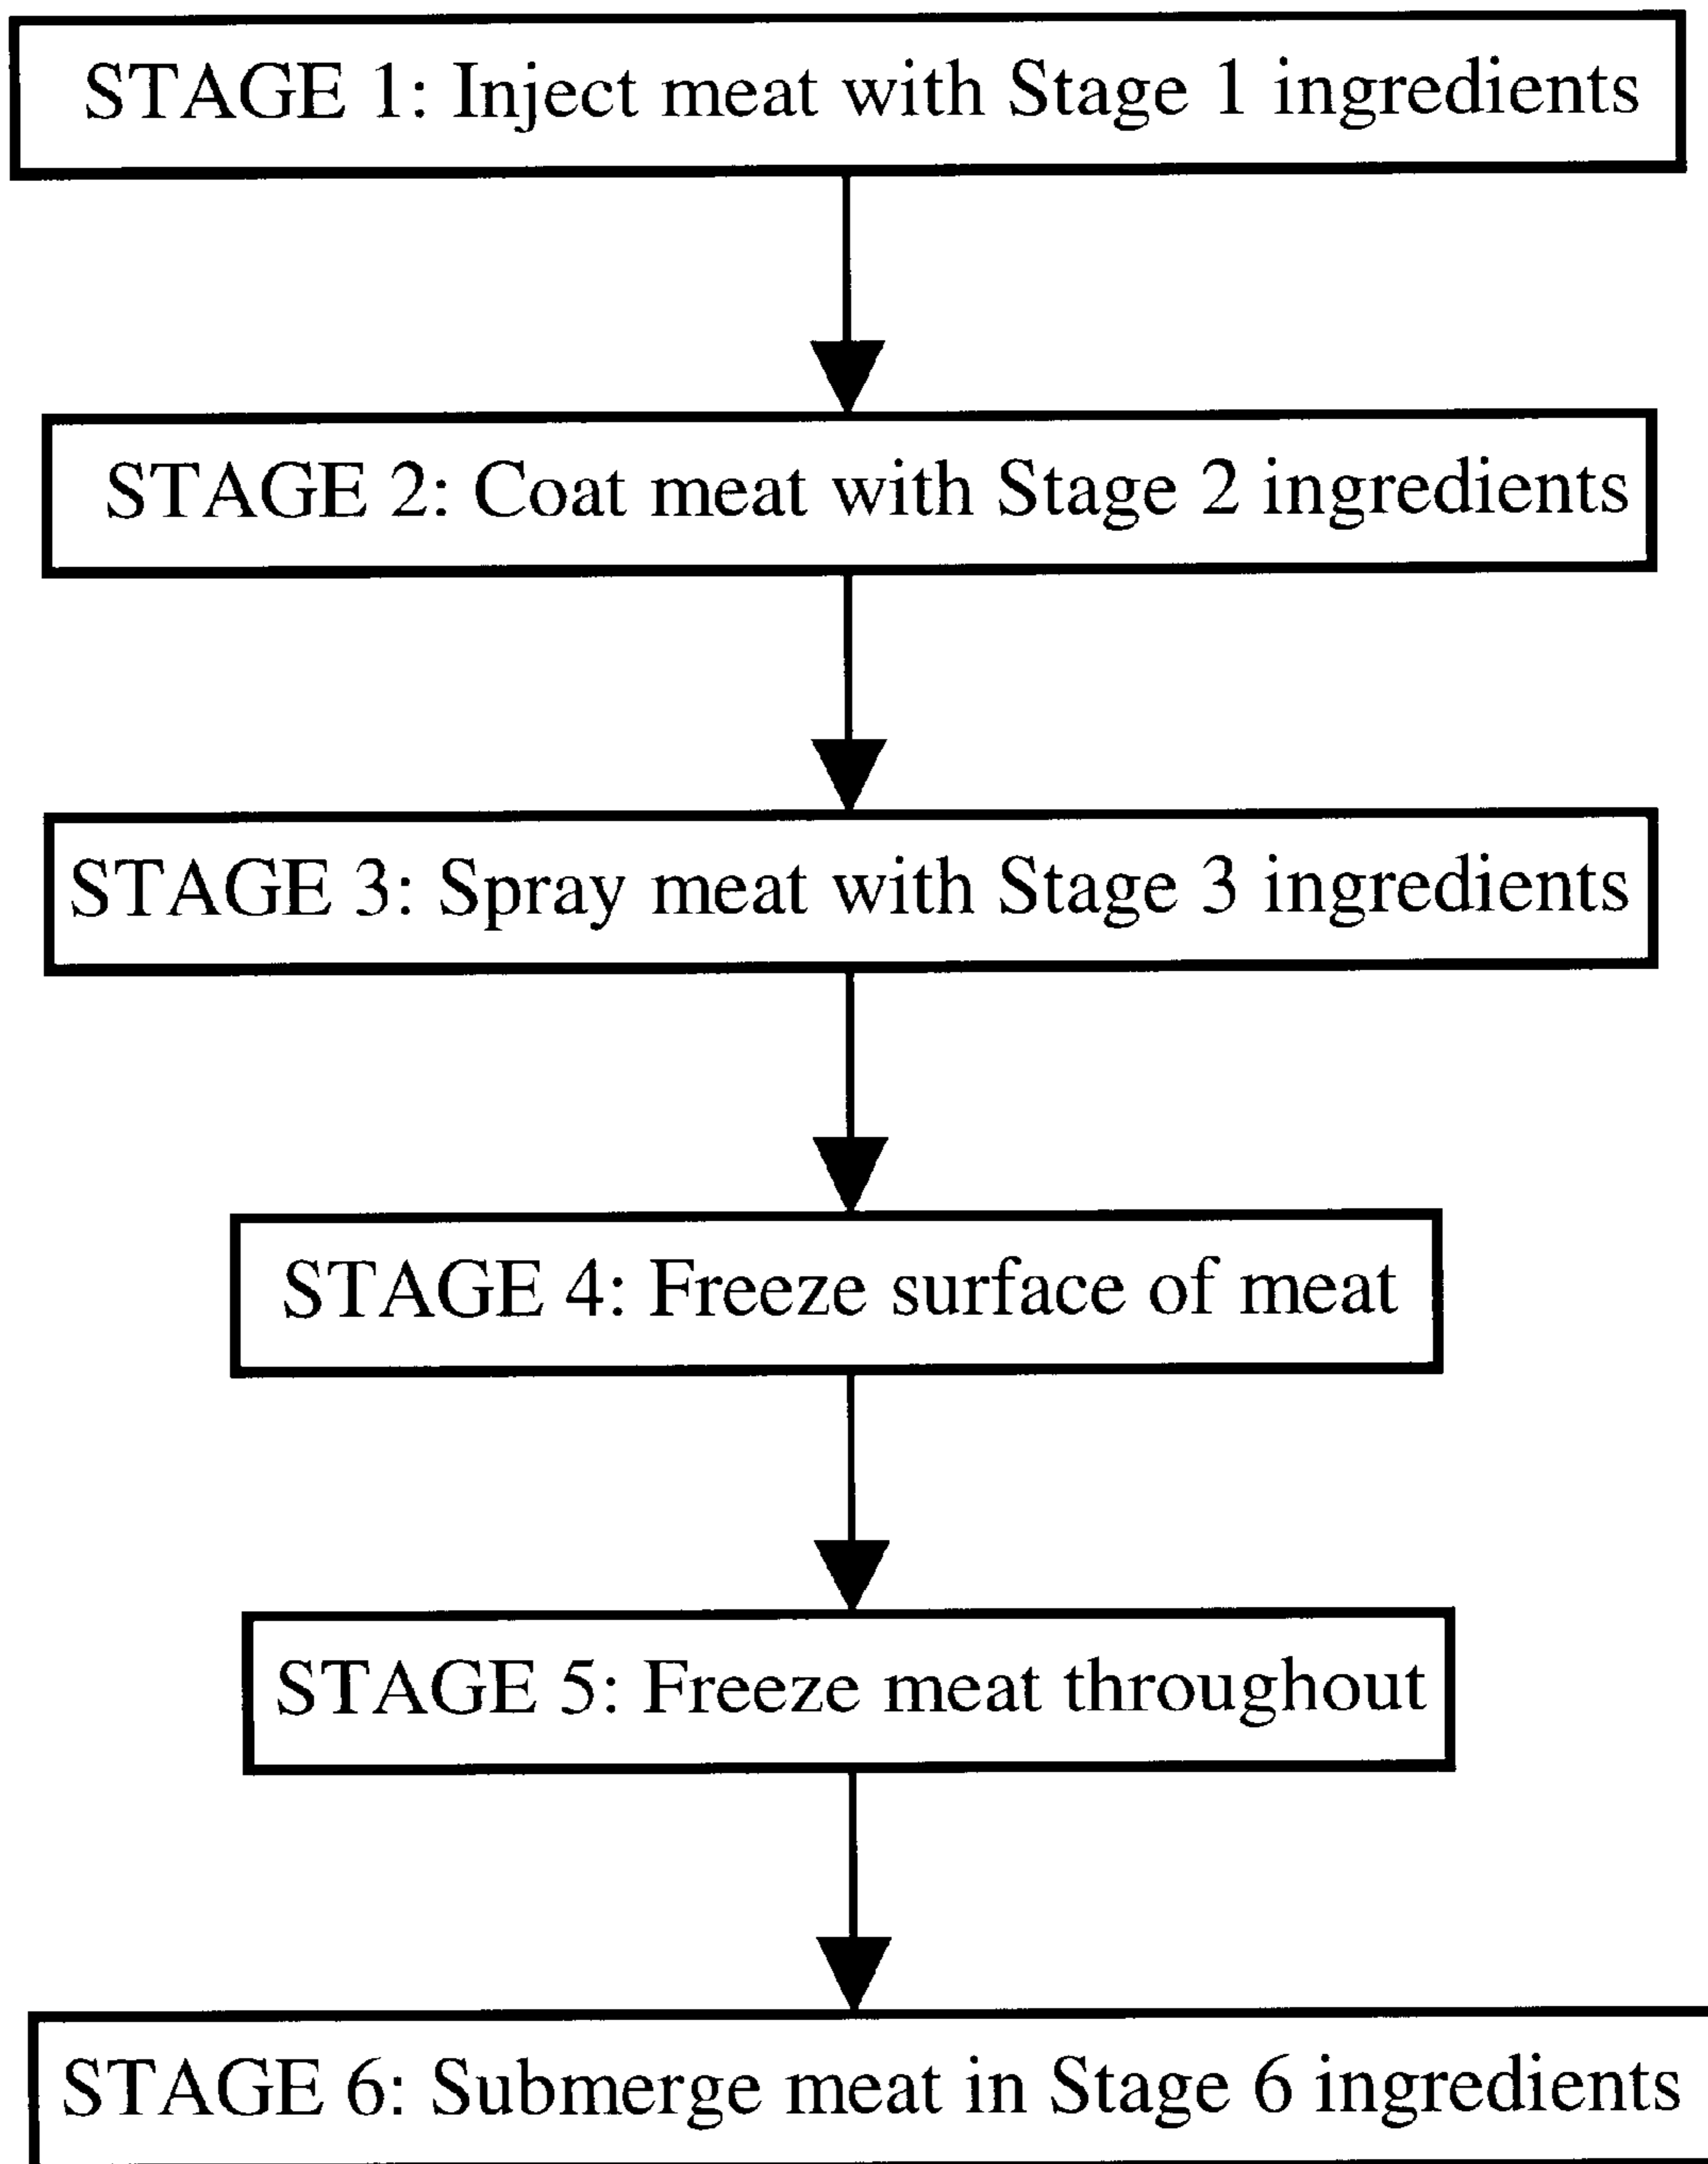 STAGE 1: Inject meat with Stage 1 ingredients
STAGE 2: Coat meat with Stage 2 ingredients
STAGE 3: Spray meat with Stage 3 ingredients
STAGE 4: Freeze surface of meat
STAGE 5: Freeze meat throughout
STAGE 6: Submerge meat in Stage 6 ingredients